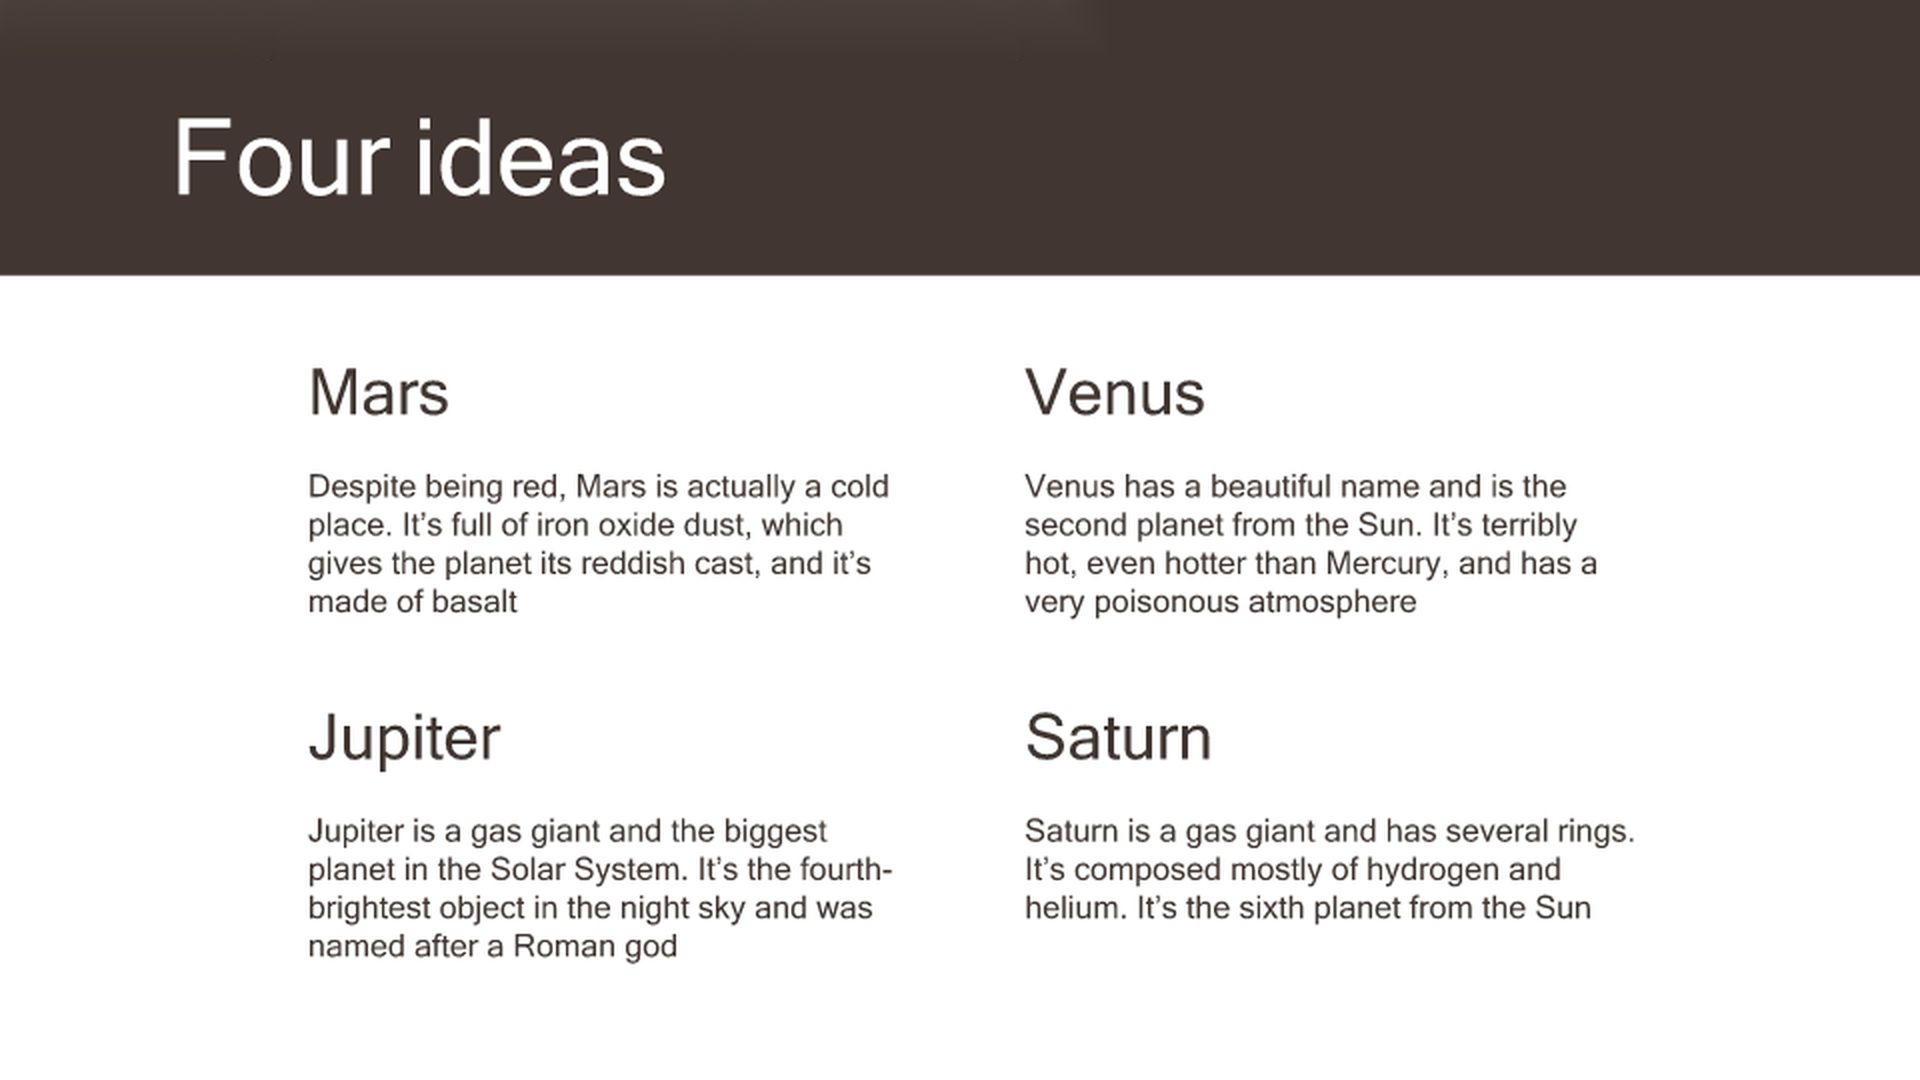 Four ideas
Mars
Despite being red, Mars is actually a cold
place. It’s full of iron oxide dust, which
gives the planet its reddish cast, and it’s
made of basalt
Venus
Venus has a beautiful name and is the
second planet from the Sun. It’s terribly
hot, even hotter than Mercury, and has a
very poisonous atmosphere
Jupiter
Jupiter is a gas giant and the biggest
planet in the Solar System. It’s the fourth-
brightest object in the night sky and was
named after a Roman god
Saturn
Saturn is a gas giant and has several rings.
It’s composed mostly of hydrogen and
helium. It’s the sixth planet from the Sun